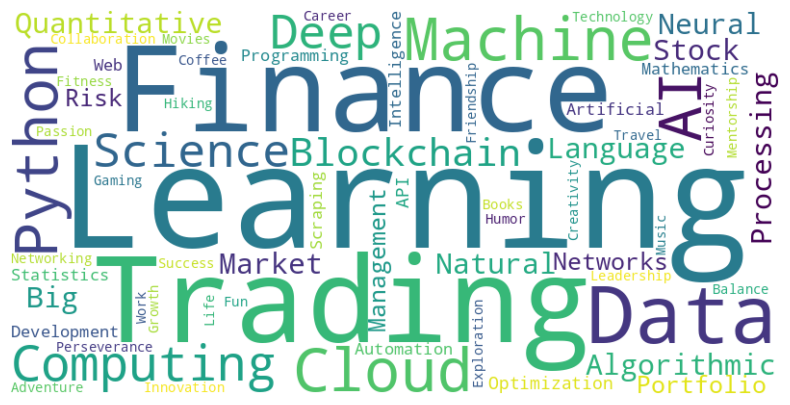 Quantitative
Career
Deep
Machine
Technology
Neural
Collaboration
Movies
Programming
Intelligence
Stock
Web
Coffee
Finance
Mathematics
Python
Fitness
Risk
Hiking
Friendship
Artificial
AI
Curiosity
Mentorship
Processing
Passion
Science
Blockchain
Language
Travel
Gaming
Learning
Scraping
Management
API
Books
Humor
Creativity
Music
Networking
Statistics
Success
Market
Natural
Networks
Leadership
Big
Trading
Work
Growth
Life
Fun
Exploration
Data
Balance
Development
Perseverance
Computing
Automation
Cloud
Algorithmic
Adventure
Innovation
Optimization
Portfolio